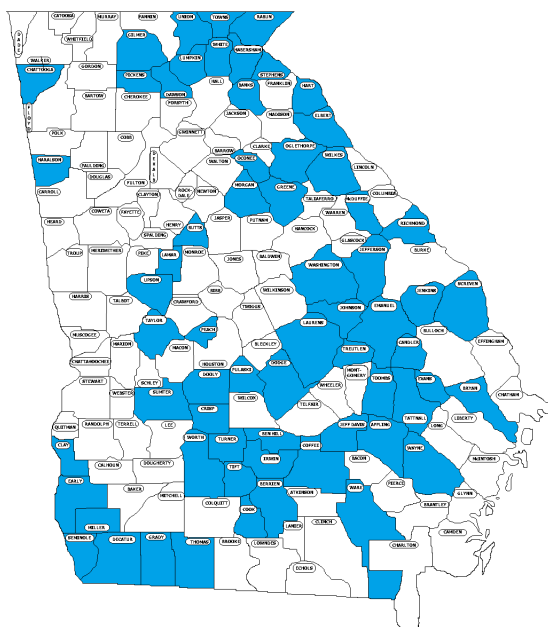 CATOOSA
MURRAY
FANNIN
UNION
TOWNS
RABUN
DADE
WHITFIELD
GILMER
WHITE
HABERSHAM
WALKER
LUMPKIN
CHATTOOGA
GORDON
PICKENS
STEPHENS
HALL
BANKS
FRANKLIN
HART
BARTOW
CHEROKEE
DAWSON
FORSYTH
FLOYD
JACKSON
MADISON
ELBERT
POLK
COBB
GWINNETT
BARROW
CLARKE
OGLETHORPE
WILKES
HARALSON
PAULDING
DEKALB
WALTON
OCONEE
LINCOLN
DOUGLAS
FULTON
CARROLL
CLAYTON
ROCK-
DALE
NEWTON
MORGAN
GREENE
TALIAFERRO
McDUFFIE
COLUMBIA
HEARD
COWETA
FAYETTE
HENRY
JASPER
PUTNAM
WARREN
RICHMOND
SPALDING
BUTTS
HANCOCK
GLASCOCK
JEFFERSON
BURKE
TROUP
MERIWETHER
PIKE
LAMAR
MONROE
JONES
BALDWIN
WASHINGTON
UPSON
BIBB
WILKINSON
JENKINS
SCREVEN
HARRIS
TALBOT
CRAWFORD
TWIGGS
JOHNSON
EMANUEL
TAYLOR
PEACH
LAURENS
BULLOCH
MUSCOGEE
MARION
MACON
BLECKLEY
TREUTLEN
CANDLER
EFFINGHAM
CHATTAHOOCHEE
HOUSTON
PULASKI
DODGE
STEWART
SCHLEY
DOOLY
WHEELER
MONT-
GOMERY
TOOMBS
EVANS
BRYAN
CHATHAM
WEBSTER
SUMTER
WILCOX
TELFAIR
CRISP
TATTNALL
LIBERTY
QUITMAN
RANDOLPH
TERRELL
LEE
JEFF DAVIS
APPLING
LONG
CLAY
WORTH
TURNER
BEN HILL
COFFEE
WAYNE
CALHOUN
DOUGHERTY
IRWIN
BACON
McINTOSH
TIFT
EARLY
BAKER
MITCHELL
BERRIEN
ATKINSON
WARE
PIERCE
GLYNN
COLQUITT
COOK
BRANTLEY
MILLER
LANIER
CLINCH
CAMDEN
SEMINOLE
DECATUR
GRADY
THOMAS
BROOKS
LOWNDES
CHARLTON
ECHOLS